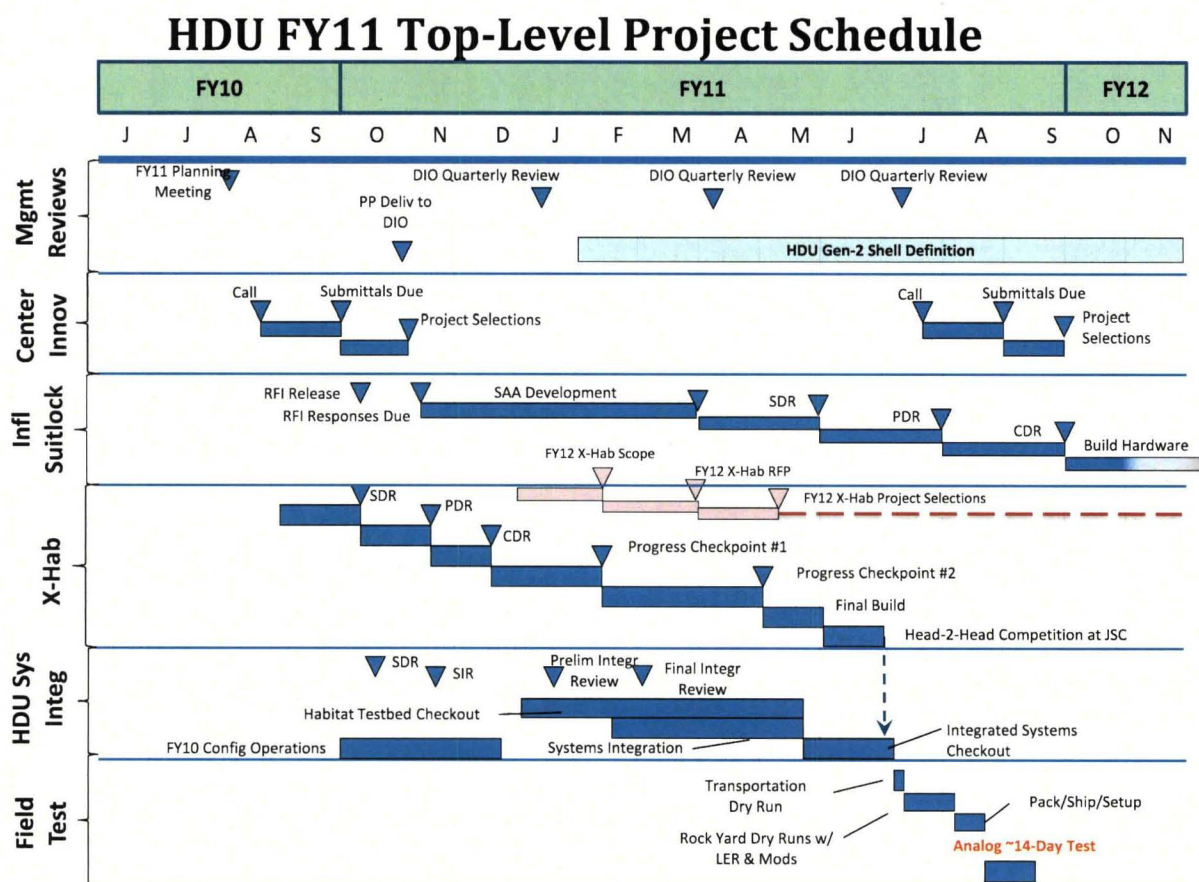 HDU FY11 Top-Level Project Schedule
FY10 FY11 FY12
J J A S O N D J F M A M J J A S O N
Mgmt
Reviews
FY11 Planning
Meeting
PP Deliv to
DIO
DIO Quarterly Review
DIO Quarterly Review
DIO Quarterly Review
HDU Gen-2 Shell Definition
Center
Innov
Call
Submittals Due
Project Selections
Call
Submittals Due
Project
Selections
Infl
Suitlock
RFI Release
RFI Responses Due
SAA Development
SDR
PDR
CDR
Build Hardware
X-Hab
FY12 X-Hab Scope
FY12 X-Hab RFP
FY12 X-Hab Project Selections
SDR
PDR
CDR
Progress Checkpoint #1
Progress Checkpoint #2
Final Build
Head-2-Head Competition at JSC
HDU Sys
Integ
SDR
SIR
Prelim Integr
Review
Final Integr
Review
Habitat Testbed Checkout
FY10 Config Operations
Systems Integration
Integrated Systems
Checkout
Field
Test
Transportation
Dry Run
Rock Yard Dry Runs w/
LER & Mods
Pack/Ship/Setup
Analog ~14-Day Test